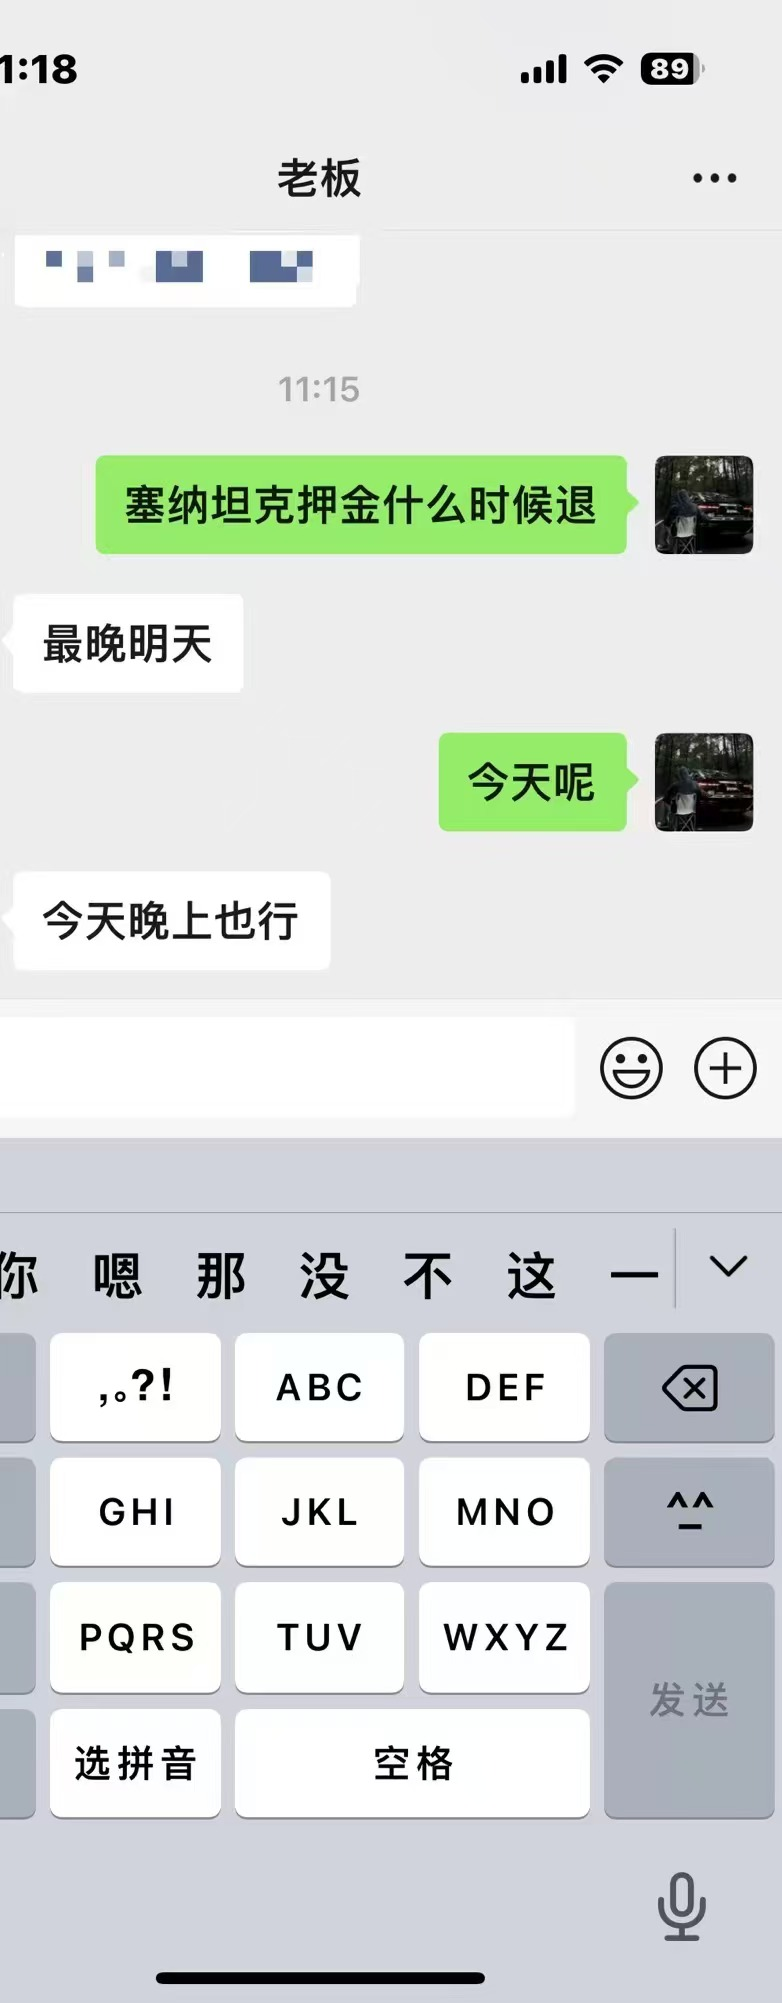 1:18
89
老板
11:15
塞纳坦克押金什么时候退
最晚明天
今天呢
今天晚上也行
你 嗯 那 没 不 这 一
,。?! ABC DEF
GHI JKL MNO ^^
PQRS TUV WXYZ
发送
选拼音 空格